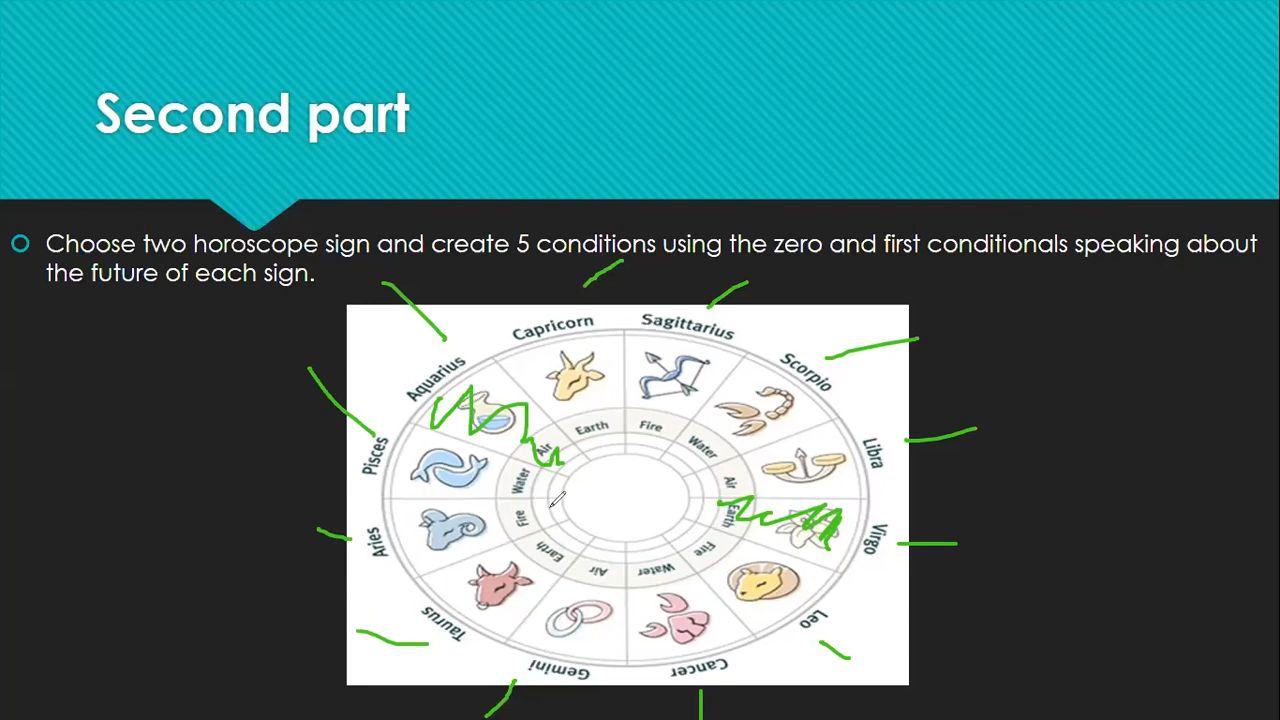 Second part
Choose two horoscope sign and create 5 conditions using the zero and first conditionals speaking about
the future of each sign.
Capricorn
Sagittarius
Aquarius
Scorpio
Pisces
Libra
Aries
Virgo
Taurus
Leo
Gemini
Cancer
Earth
Fire
Air
Water
Water
Air
Fire
Earth
Earth
Fire
Air
Water